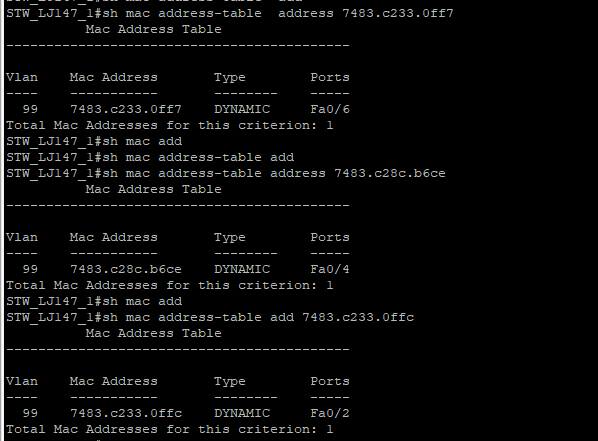 STW_LJ147_1#sh mac address-table  address 7483.c233.0ff7
          Mac Address Table
-------------------------------------------
Vlan    Mac Address       Type        Ports
----    -----------       --------    -----
  99    7483.c233.0ff7    DYNAMIC     Fa0/6
Total Mac Addresses for this criterion: 1
STW_LJ147_1#sh mac add
STW_LJ147_1#sh mac address-table add
STW_LJ147_1#sh mac address-table address 7483.c28c.b6ce
          Mac Address Table
-------------------------------------------
Vlan    Mac Address       Type        Ports
----    -----------       --------    -----
  99    7483.c28c.b6ce    DYNAMIC     Fa0/4
Total Mac Addresses for this criterion: 1
STW_LJ147_1#sh mac add
STW_LJ147_1#sh mac address-table add 7483.c233.0ffc
          Mac Address Table
-------------------------------------------
Vlan    Mac Address       Type        Ports
----    -----------       --------    -----
  99    7483.c233.0ffc    DYNAMIC     Fa0/2
Total Mac Addresses for this criterion: 1